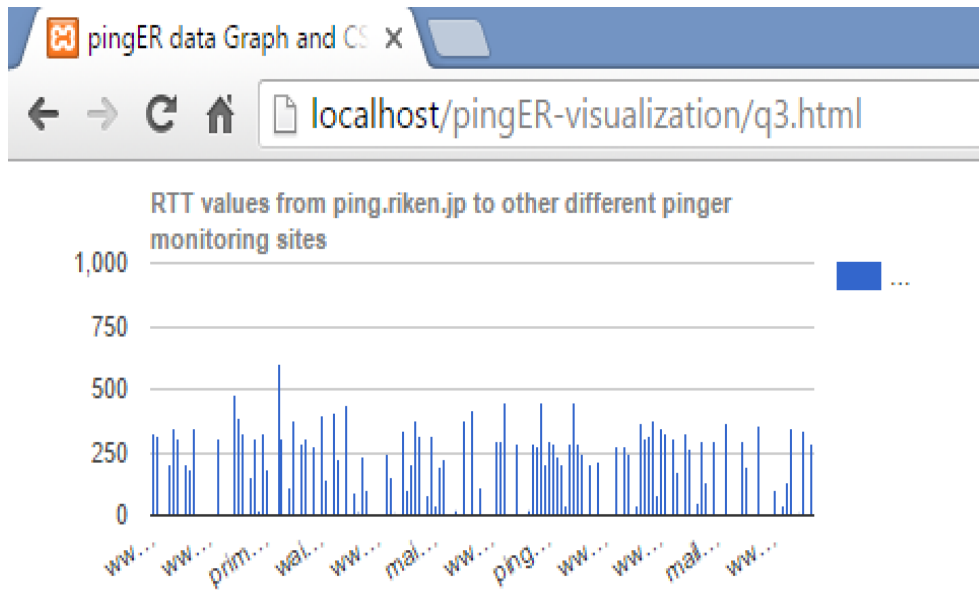 pingER data Graph and CS
localhost/pingER-visualization/q3.html
RTT values from ping.riken.jp to other different pinger
monitoring sites
1,000
...
750
500
250
0
ww... ww... prim... wai... ww... mai... ww... ping... ww... ww... mail... ww...